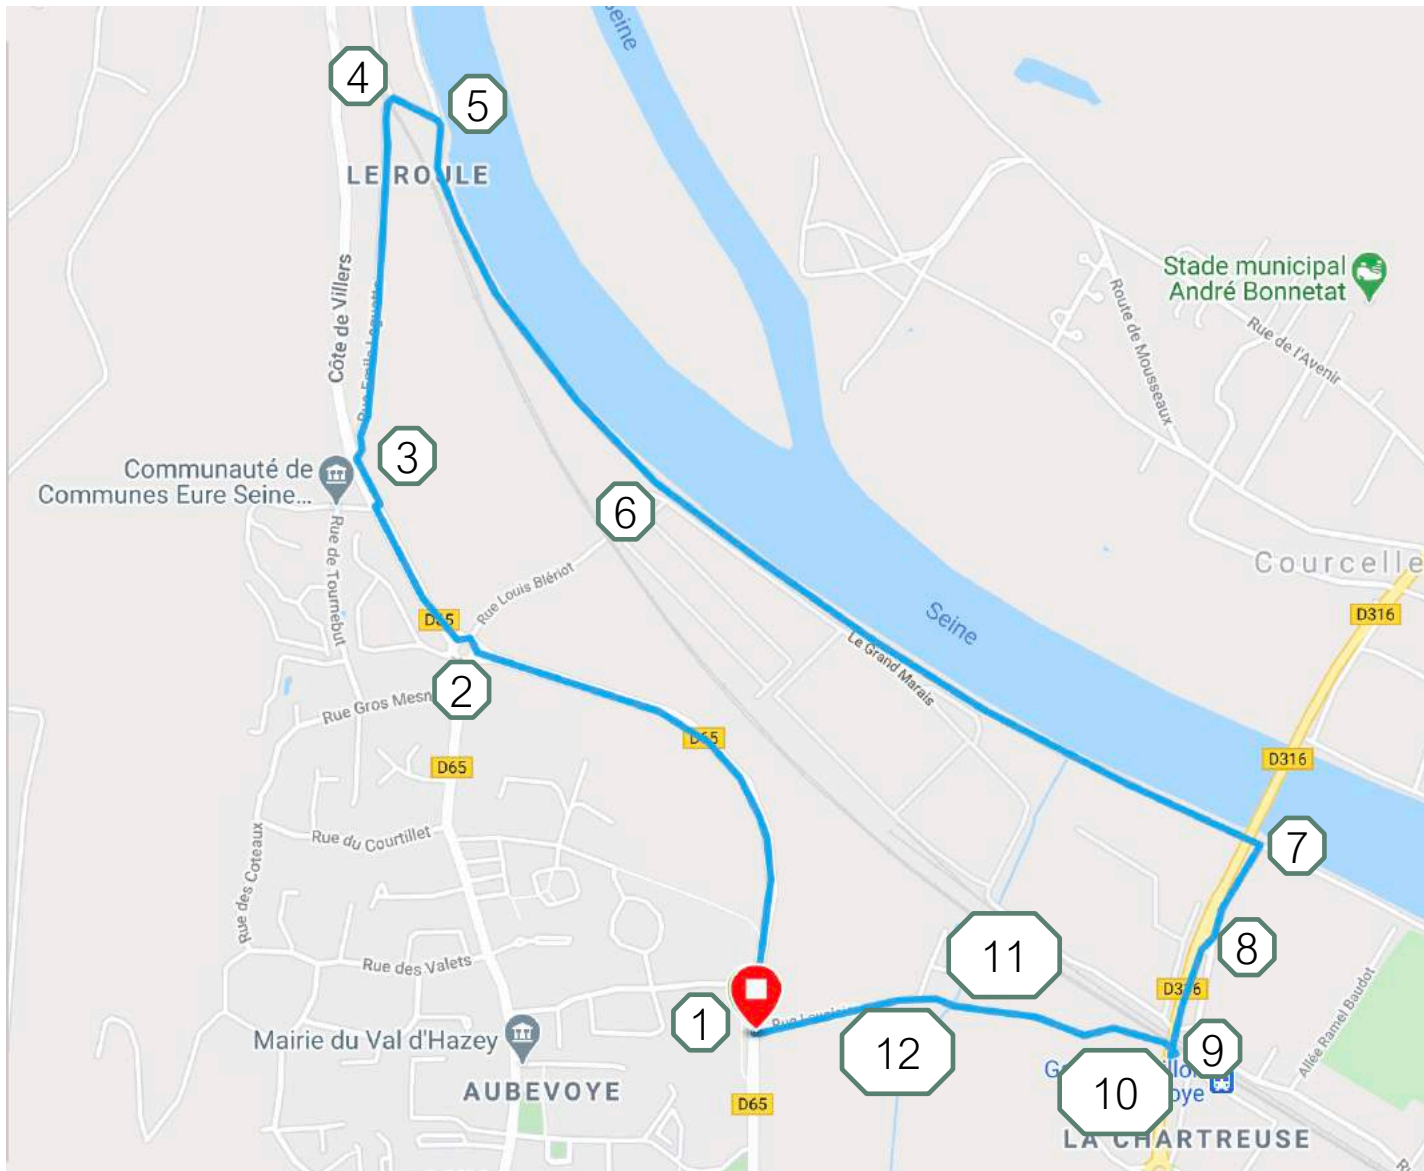 Seine
4
5
LE ROULE
Côte de Villers
Stade municipal
André Bonnetat
Route de Mousseaux
Rue de l'Avenir
3
Communauté de
Communes Eure Seine...
Rue de Tournebut
6
Rue Louis Blériot
Courcelle
D65
D316
Seine
Le Grand Marais
2
Rue Gros Mesn
D65
D65
D316
Rue du Courtillet
Rue des Coteaux
7
8
11
Rue des Valets
D316
Allée Ramel Baudot
1
12
9
Mairie du Val d'Hazey
10
oye
AUBEVOYE
D65
LA CHARTREUSE